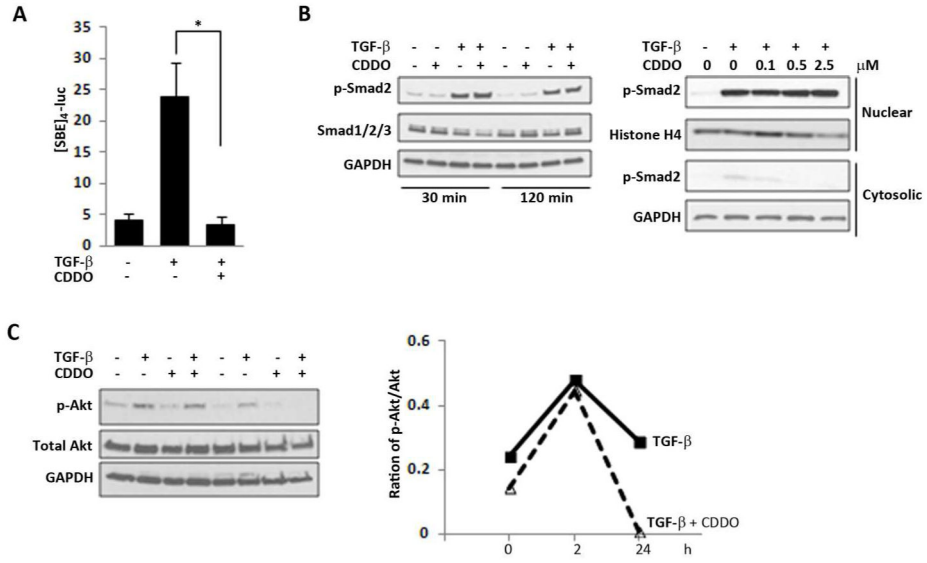 A
[SBE]4-luc
35
30
25
20
15
10
5
0
*
TGF-β - + +
CDDO - - +
B
TGF-β - - + + - - + +
CDDO - + - + - + - +
p-Smad2
Smad1/2/3
GAPDH
30 min 120 min
TGF-β - + + + +
CDDO 0 0 0.1 0.5 2.5 μM
p-Smad2
Histone H4
Nuclear
p-Smad2
GAPDH
Cytosolic
C
TGF-β - + - + - + - +
CDDO - - + + - - + +
p-Akt
Total Akt
GAPDH
Ration of p-Akt/Akt
0.6
0.4
0.2
0
TGF-β
TGF-β + CDDO
0 2 24 h